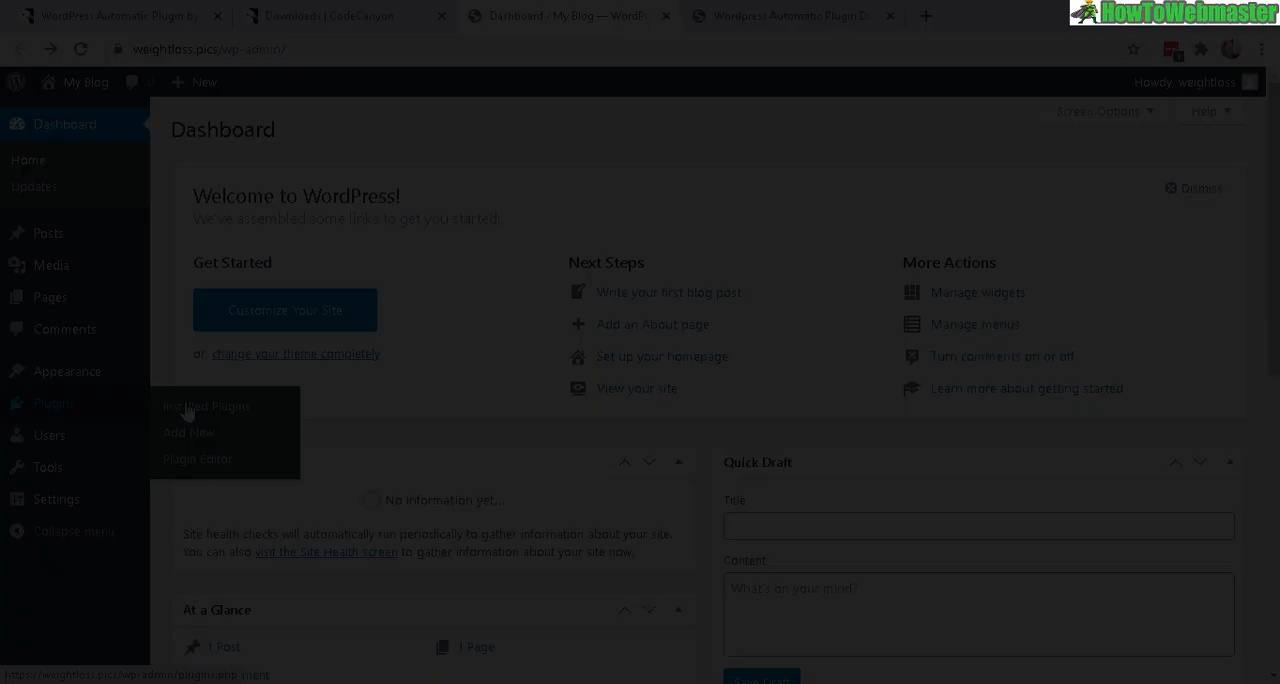 WordPress Automatic Plugin by
Downloads | CodeCanyon
Dashboard ‹ My Blog — WordPr
Wordpress Automatic Plugin D
HowToWebmaster
weightloss.pics/wp-admin/
My Blog
0
New
Howdy, weightloss
Dashboard
Home
Updates
Posts
Media
Pages
Comments
Appearance
Plugins
Users
Tools
Settings
Collapse menu
Installed Plugins
Add New
Plugin Editor
Dashboard
Screen Options
Help
Welcome to WordPress!
We've assembled some links to get you started:
Dismiss
Get Started
Customize Your Site
or, change your theme completely
Next Steps
Write your first blog post
Add an About page
Set up your homepage
View your site
More Actions
Manage widgets
Manage menus
Turn comments on or off
Learn more about getting started
No information yet...
Site health checks will automatically run periodically to gather information about your site.
You can also visit the Site Health screen to gather information about your site now.
At a Glance
1 Post
1 Page
Quick Draft
Title
Content
What's on your mind?
Save Draft
https://weightloss.pics/wp-admin/plugins.php